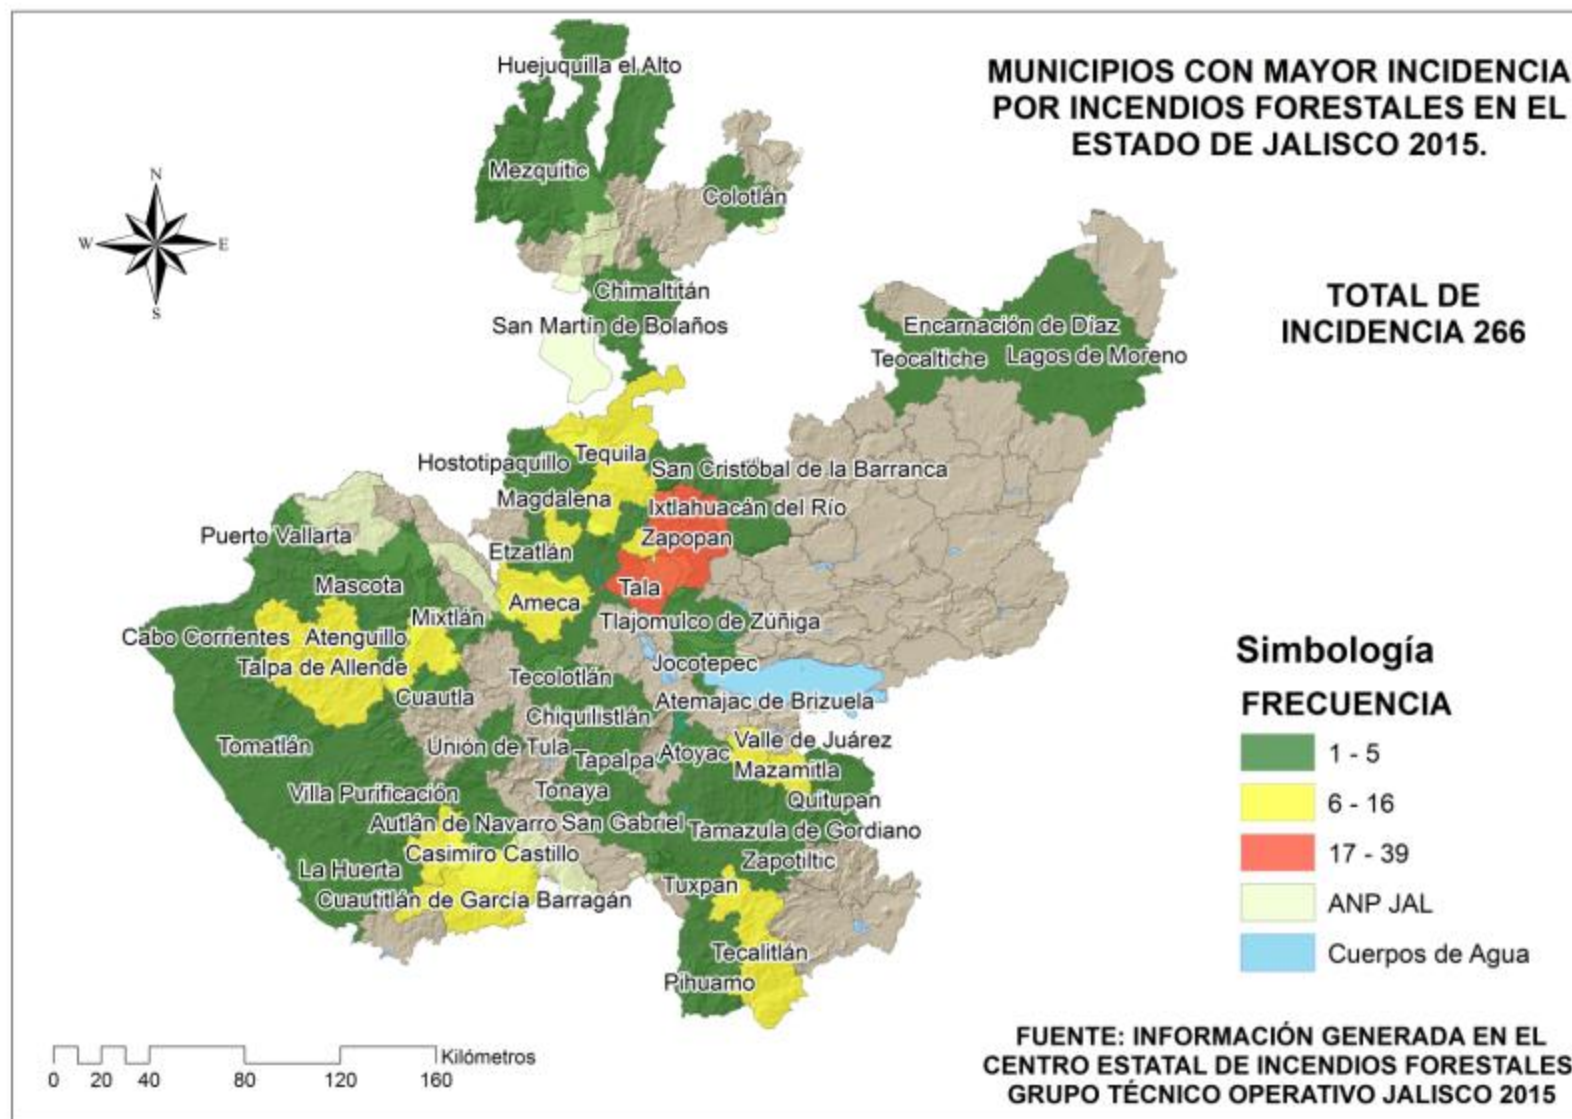 MUNICIPIOS CON MAYOR INCIDENCIA
POR INCENDIOS FORESTALES EN EL
ESTADO DE JALISCO 2015.
TOTAL DE
INCIDENCIA 266
N
W
E
S
Huejuquilla el Alto
Mezquitic
Colotlán
Chimaltitán
San Martín de Bolaños
Encarnación de Díaz
Teocaltiche
Lagos de Moreno
Tequila
Hostotipaquillo
San Cristóbal de la Barranca
Magdalena
Ixtlahuacán del Río
Puerto Vallarta
Zapopan
Etzatlán
Mascota
Tala
Ameca
Mixtlán
Tlajomulco de Zúñiga
Cabo Corrientes
Atenguillo
Talpa de Allende
Jocotepec
Tecolotlán
Cuautla
Atemajac de Brizuela
Chiquilistlán
Tomatlán
Unión de Tula
Valle de Juárez
Atoyac
Tapalpa
Mazamitla
Villa Purificación
Tonaya
Quitupan
Autlán de Navarro
San Gabriel
Tamazula de Gordiano
Casimiro Castillo
Zapotiltic
La Huerta
Tuxpan
Cuautitlán de García Barragán
Tecalitlán
Pihuamo
Simbología
FRECUENCIA
1 - 5
6 - 16
17 - 39
ANP JAL
Cuerpos de Agua
Kilómetros
0 20 40 80 120 160
FUENTE: INFORMACIÓN GENERADA EN EL
CENTRO ESTATAL DE INCENDIOS FORESTALES
GRUPO TÉCNICO OPERATIVO JALISCO 2015